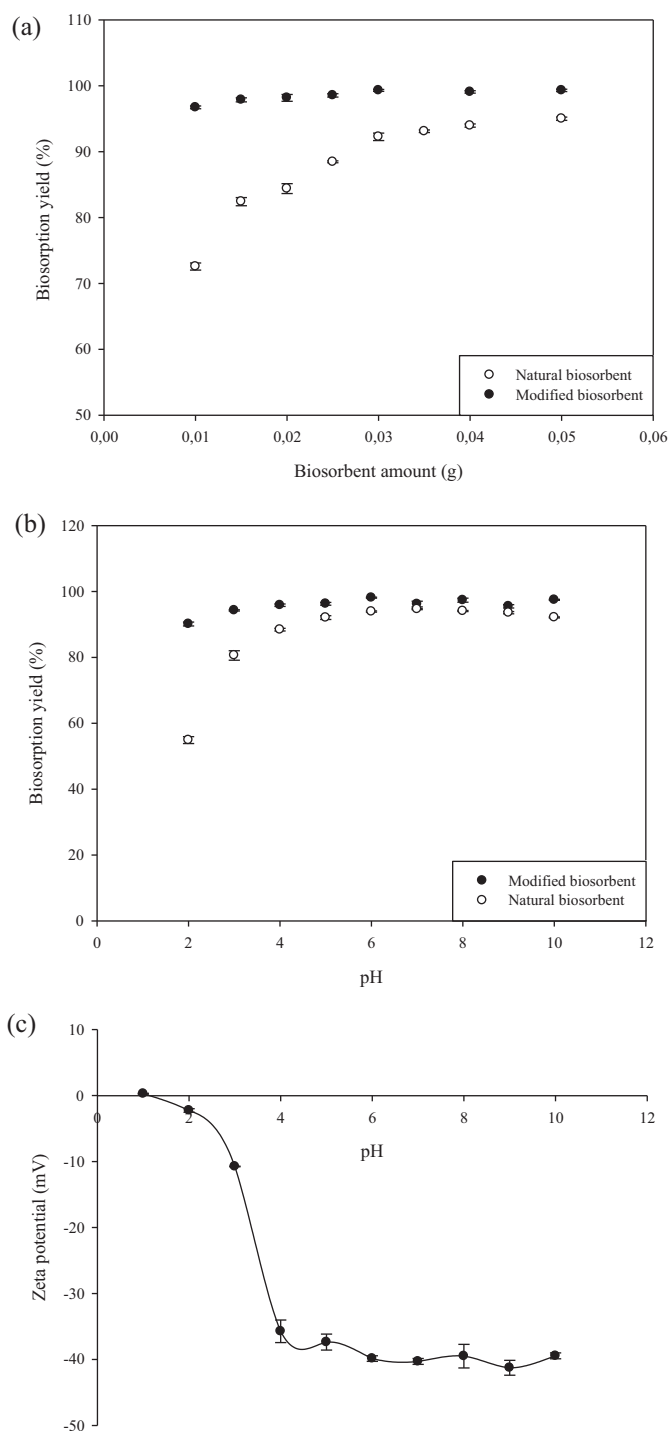 (a)
110
100
90
80
70
60
50
Biosorption yield (%)
Natural biosorbent
Modified biosorbent
0,00 0,01 0,02 0,03 0,04 0,05 0,06
Biosorbent amount (g)
(b)
120
100
80
60
40
20
0
Biosorption yield (%)
Modified biosorbent
Natural biosorbent
0 2 4 6 8 10 12
pH
(c)
10
0
-10
-20
-30
-40
-50
Zeta potential (mV)
0 2 4 6 8 10 12
pH